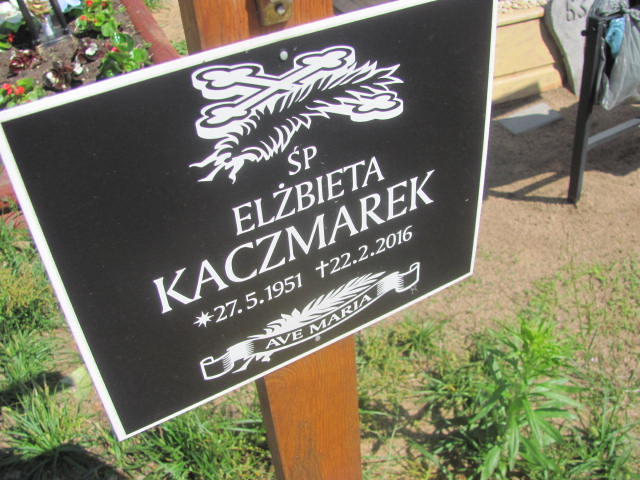 ŚP
ELŻBIETA
KACZMAREK
*27.5.1951 †22.2.2016
AVE MARIA